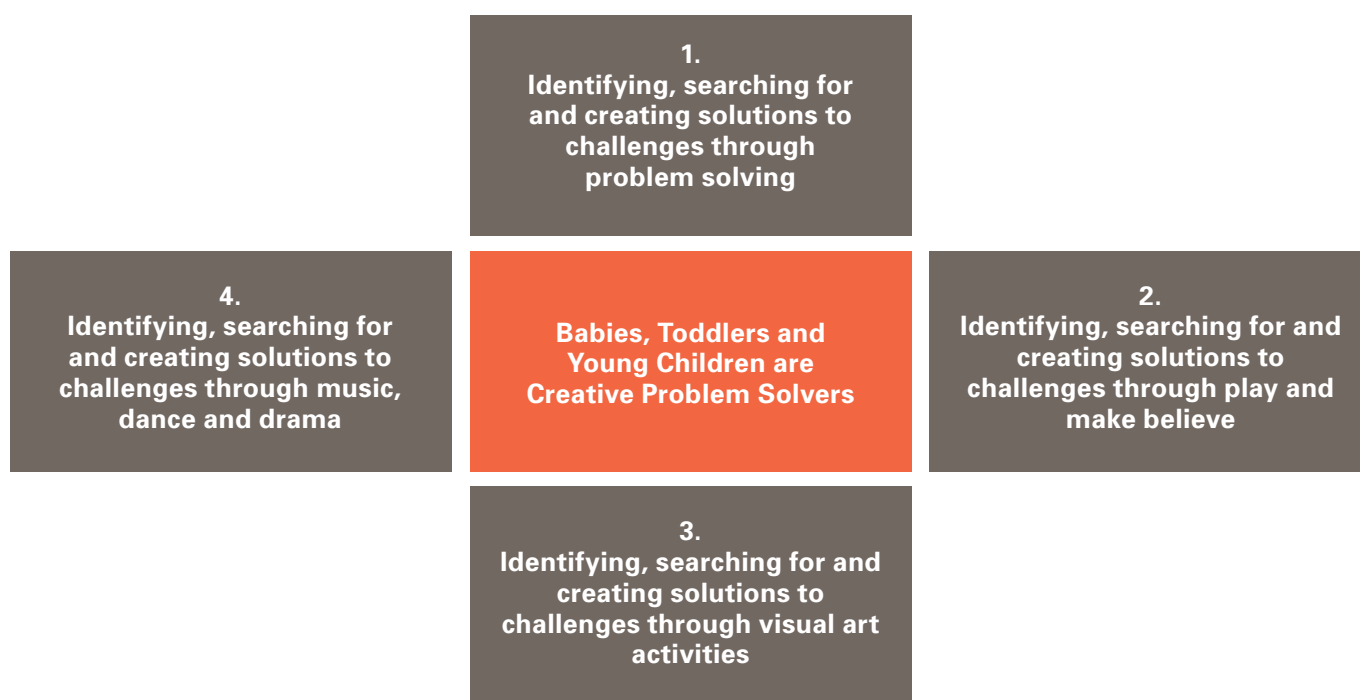 1.
Identifying, searching for
and creating solutions to
challenges through
problem solving
4.
Identifying, searching for
and creating solutions to
challenges through music,
dance and drama
Babies, Toddlers and
Young Children are
Creative Problem Solvers
2.
Identifying, searching for and
creating solutions to
challenges through play and
make believe
3.
Identifying, searching for and
creating solutions to
challenges through visual art
activities